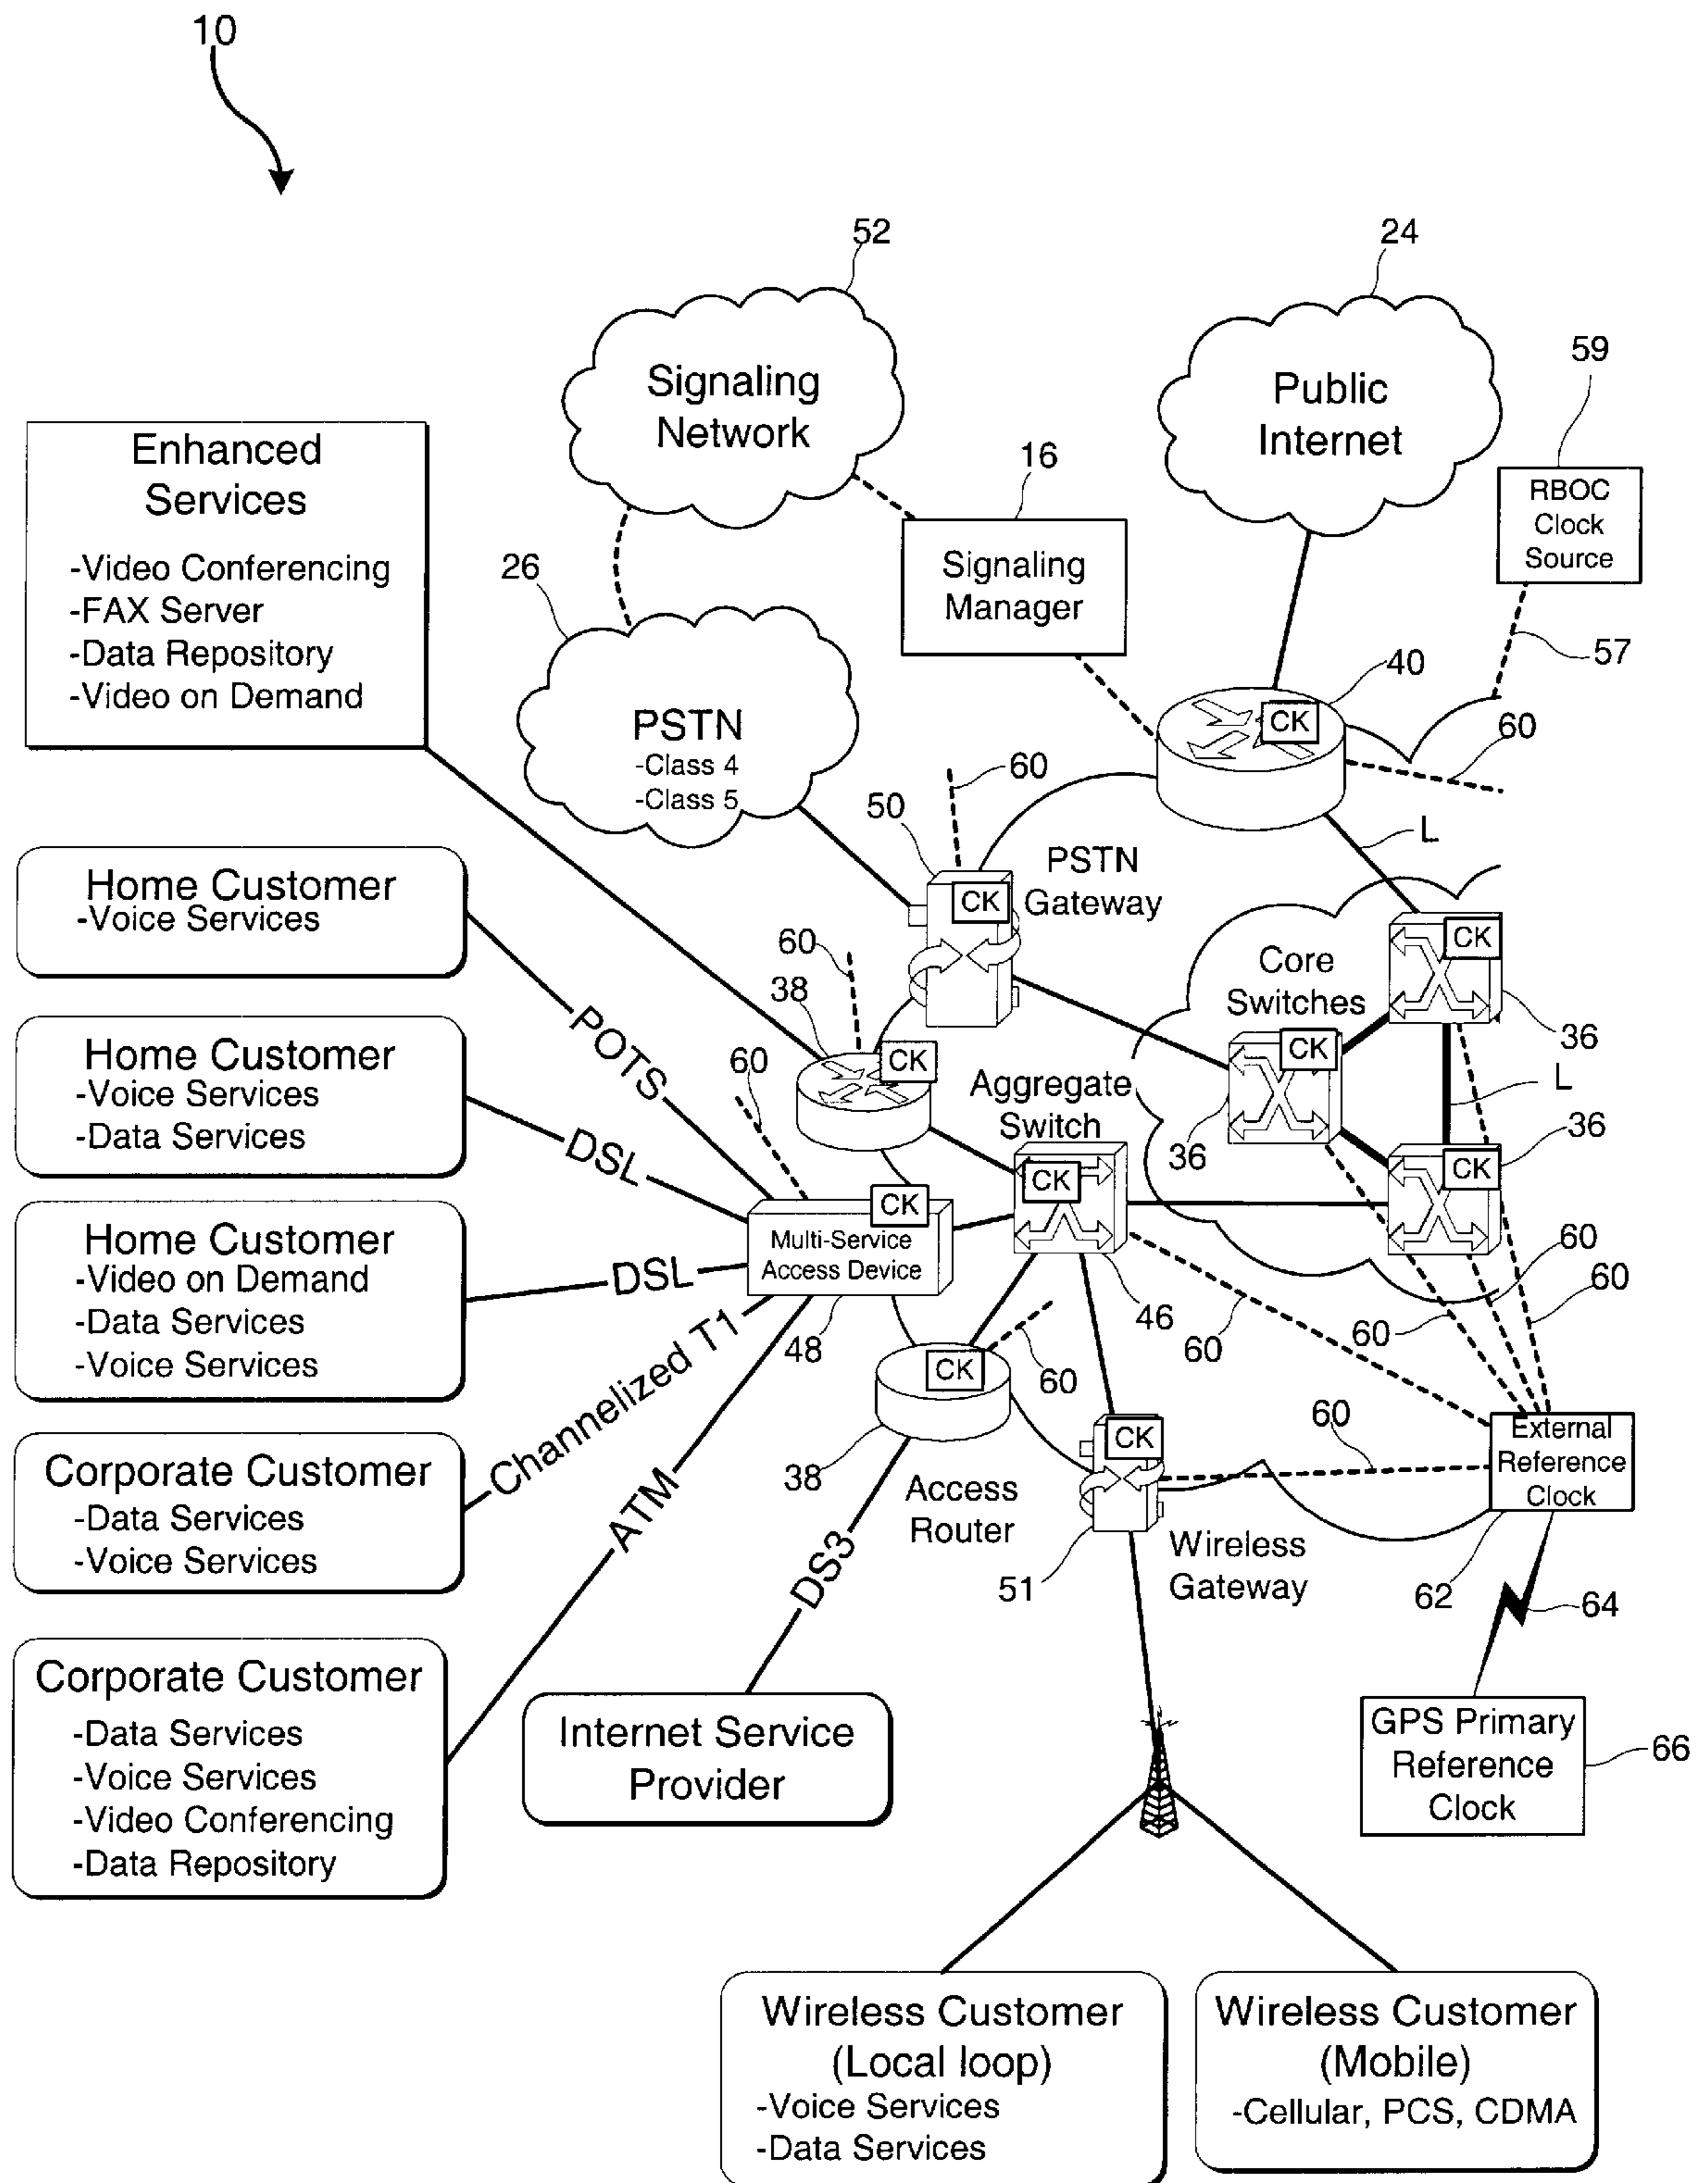 10
52
24
Signaling
Network
Public
Internet
59
RBOC
Clock
Source
16
Signaling
Manager
Enhanced
Services
-Video Conferencing
-FAX Server
-Data Repository
-Video on Demand
26
57
40
CK
60
PSTN
-Class 4
-Class 5
60
50
CK
PSTN
Gateway
L
Home Customer
-Voice Services
60
38
CK
Core
Switches
CK
36
CK
36
L
36
CK
POTS
60
Aggregate
Switch
CK
46
Home Customer
-Voice Services
-Data Services
DSL
CK
Multi-Service
Access Device
48
Home Customer
-Video on Demand
-Data Services
-Voice Services
DSL
60
60
60
60
60
CK
38
Access
Router
Channelized T1
Corporate Customer
-Data Services
-Voice Services
ATM
DS3
CK
51
Wireless
Gateway
60
External
Reference
Clock
62
64
Corporate Customer
-Data Services
-Voice Services
-Video Conferencing
-Data Repository
Internet Service
Provider
GPS Primary
Reference
Clock
66
Wireless Customer
(Local loop)
-Voice Services
-Data Services
Wireless Customer
(Mobile)
-Cellular, PCS, CDMA